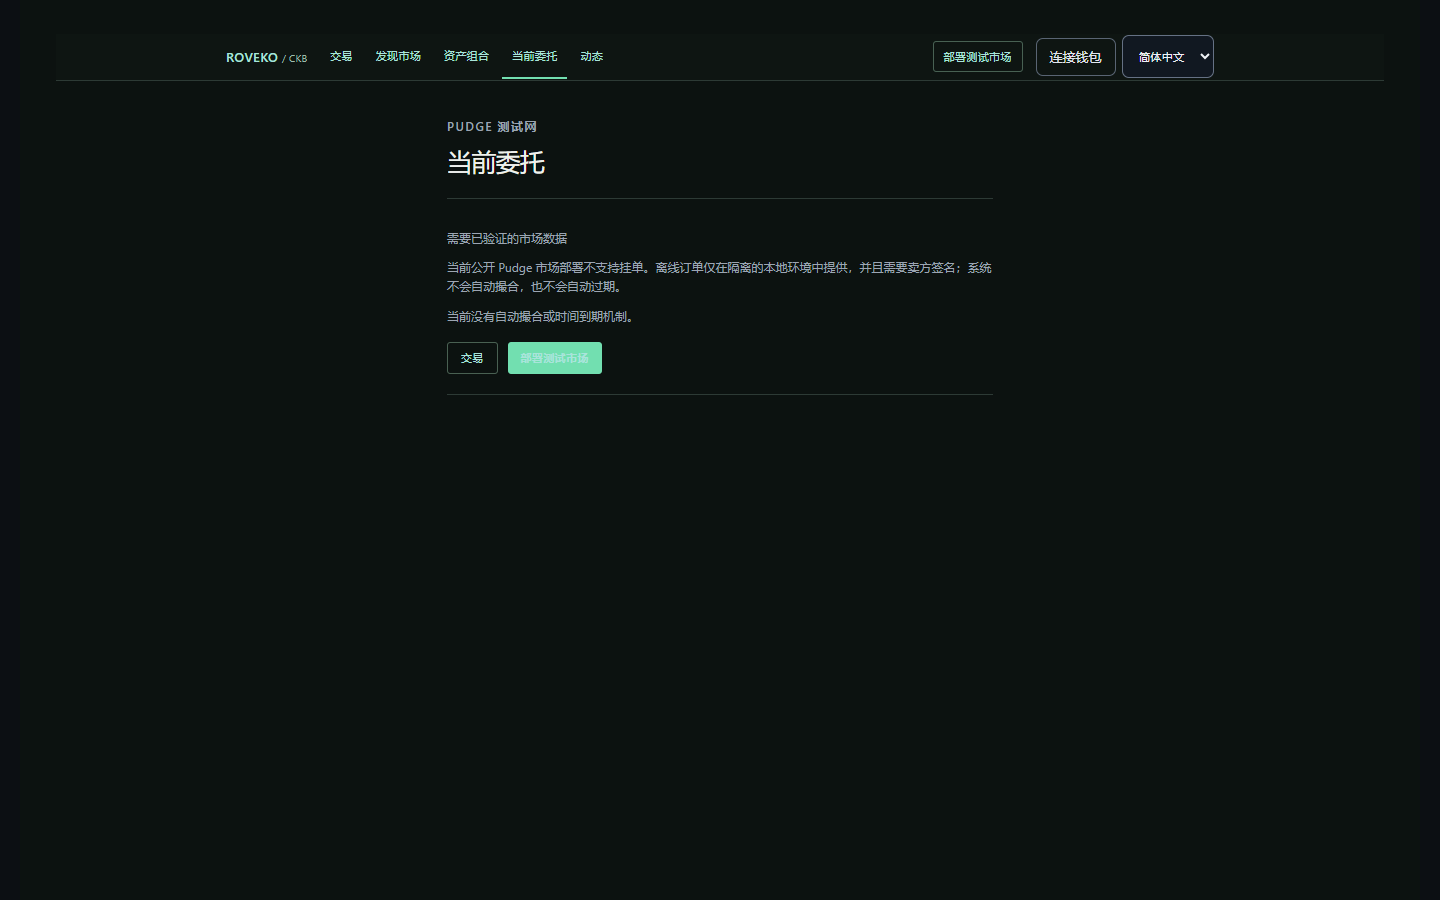 ROVEKO / CKB 交易 发现市场 资产组合 当前委托 动态 部署测试市场 连接钱包 简体中文
PUDGE 测试网
当前委托
需要已验证的市场数据
当前公开 Pudge 市场部署不支持挂单。离线订单仅在隔离的本地环境中提供，并且需要卖方签名；系统
不会自动撮合，也不会自动过期。
当前没有自动撮合或时间到期机制。
交易 部署测试市场